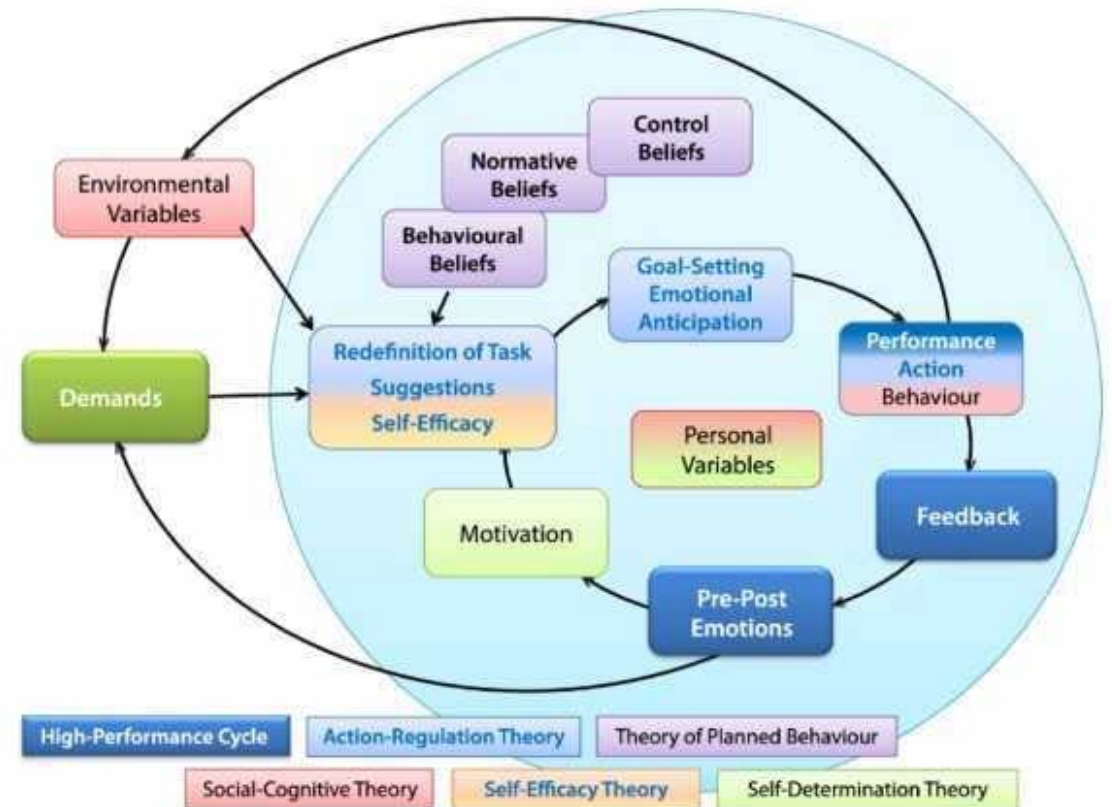 Control
Beliefs
Normative
Beliefs
Environmental
Variables
Behavioural
Beliefs
Goal-Setting
Emotional
Anticipation
Redefinition of Task
Suggestions
Self-Efficacy
Performance
Action
Behaviour
Demands
Personal
Variables
Feedback
Motivation
Pre-Post
Emotions
High-Performance Cycle
Action-Regulation Theory
Theory of Planned Behaviour
Social-Cognitive Theory
Self-Efficacy Theory
Self-Determination Theory